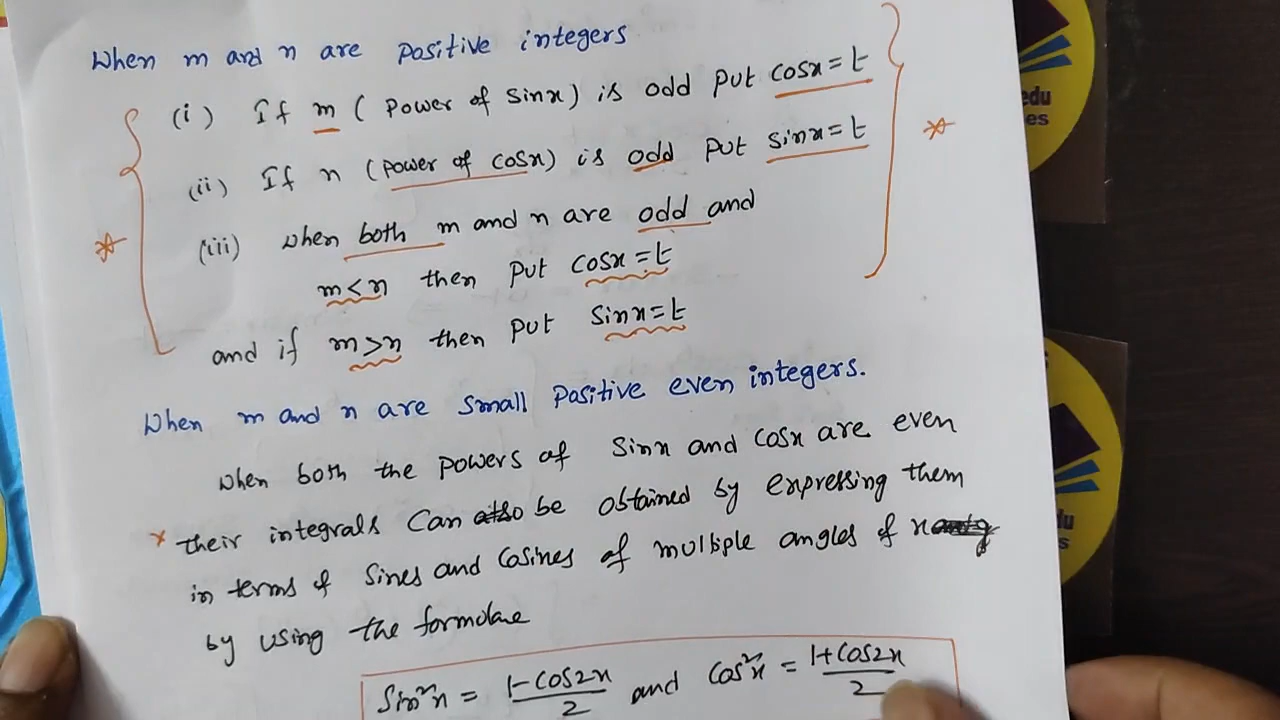 When m and n are positive integers
(i) If m (power of sinx) is odd put cosx = t
(ii) If n (power of cosx) is odd put sinx = t
(iii) when both m and n are odd and
m < n then put cosx = t
and if m > n then put sinx = t
When m and n are small positive even integers.
when both the powers of sinx and cosx are even
their integrals can be obtained by expressing them
in terms of sines and cosines of multiple angles of x
by using the formulae
Sin²x = 1-cos2x/2 and cos²x = 1+cos2x/2
edu
es
du
s